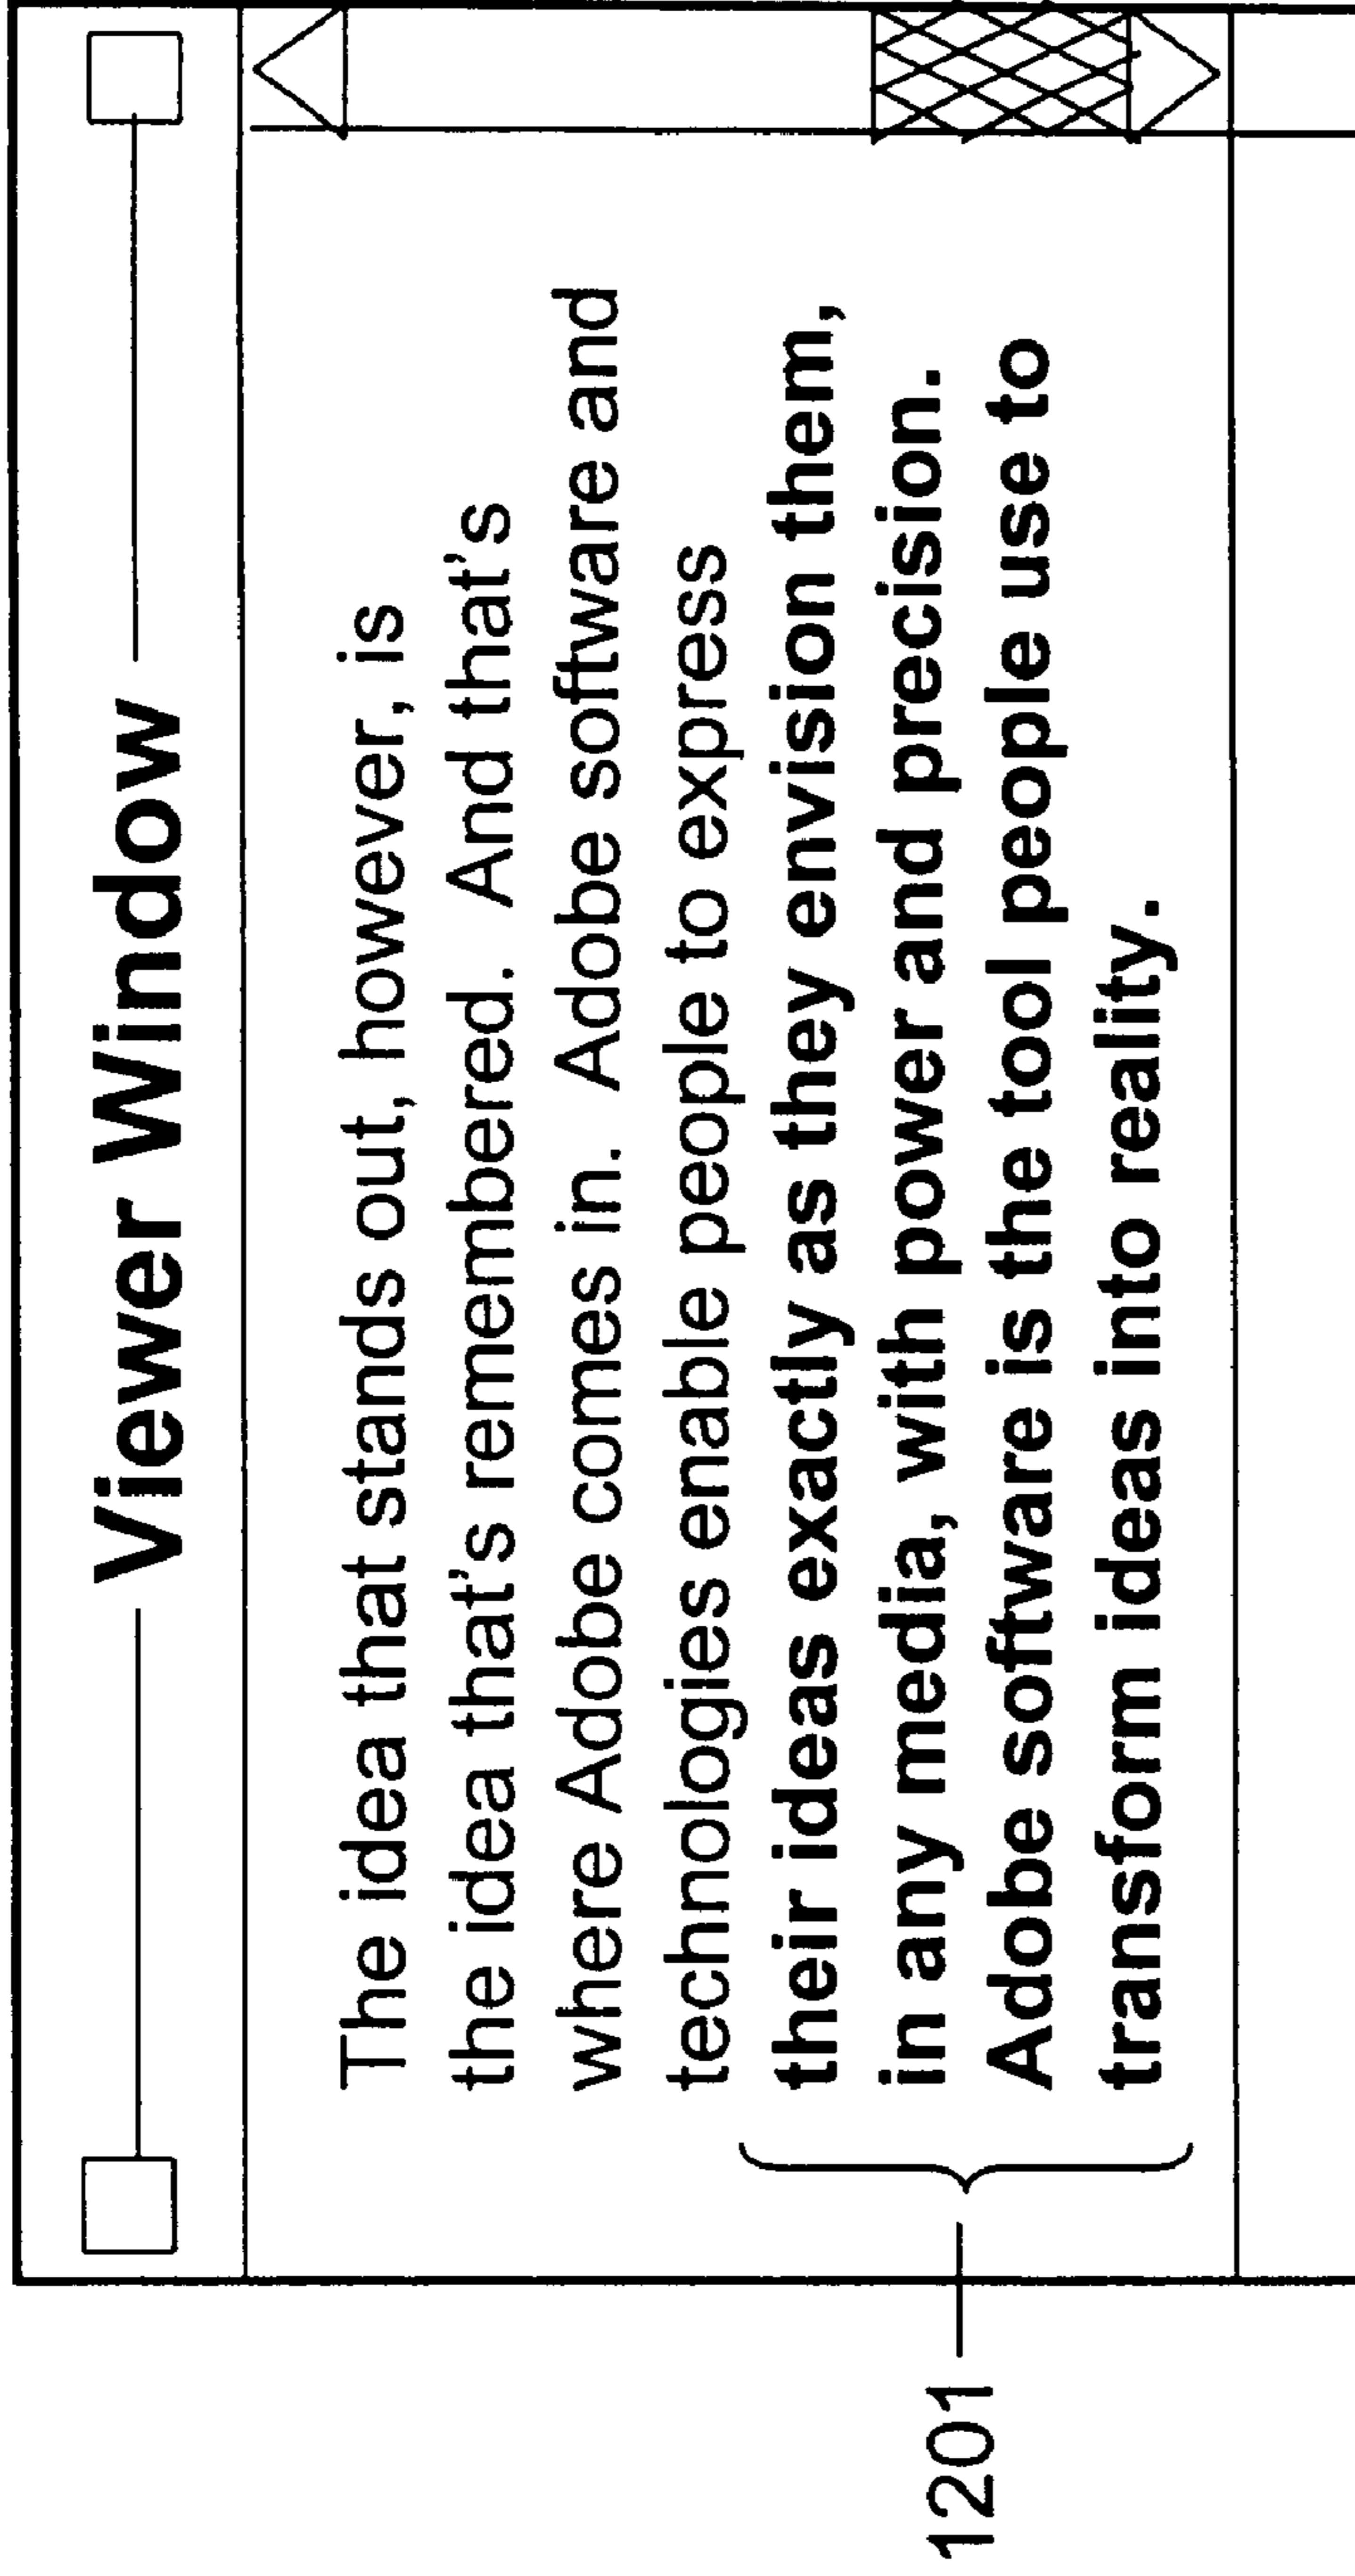 Viewer Window
The idea that stands out, however, is
the idea that's remembered. And that's
where Adobe comes in. Adobe software and
technologies enable people to express
their ideas exactly as they envision them,
in any media, with power and precision.
Adobe software is the tool people use to
transform ideas into reality.
1201